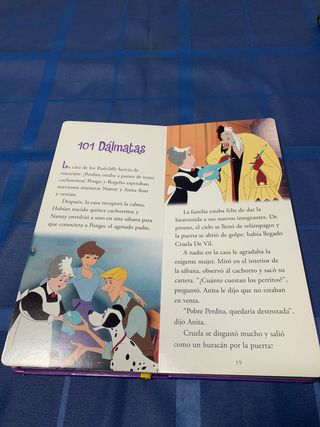 101 Dálmatas
La casa de los Radcliffe hervía de
emoción: ¡Perdita estaba a punto de tener
cachorritos! Pongo y Rogelio esperaban
nerviosos mientras Nanny y Anita iban
y venían.
Después, la casa recuperó la calma.
Habían nacido quince cachorritos y
Nanny envolvió a uno en una sábana para
que conociera a Pongo, el agotado padre.
La familia estaba feliz de dar la
bienvenida a sus nuevos integrantes. De
pronto, el cielo se llenó de relámpagos y
la puerta se abrió de golpe: había llegado
Cruela De Vil.
A nadie en la casa le agradaba la
exigente mujer. Miró en el interior de
la sábana, observó al cachorro y sacó su
cartera. "¿Cuánto cuestan los perritos?",
preguntó. Anita le dijo que no estaban
en venta.
"Pobre Perdita, quedaría destrozada",
dijo Anita.
Cruela se disgustó mucho y salió
como un huracán por la puerta.
19